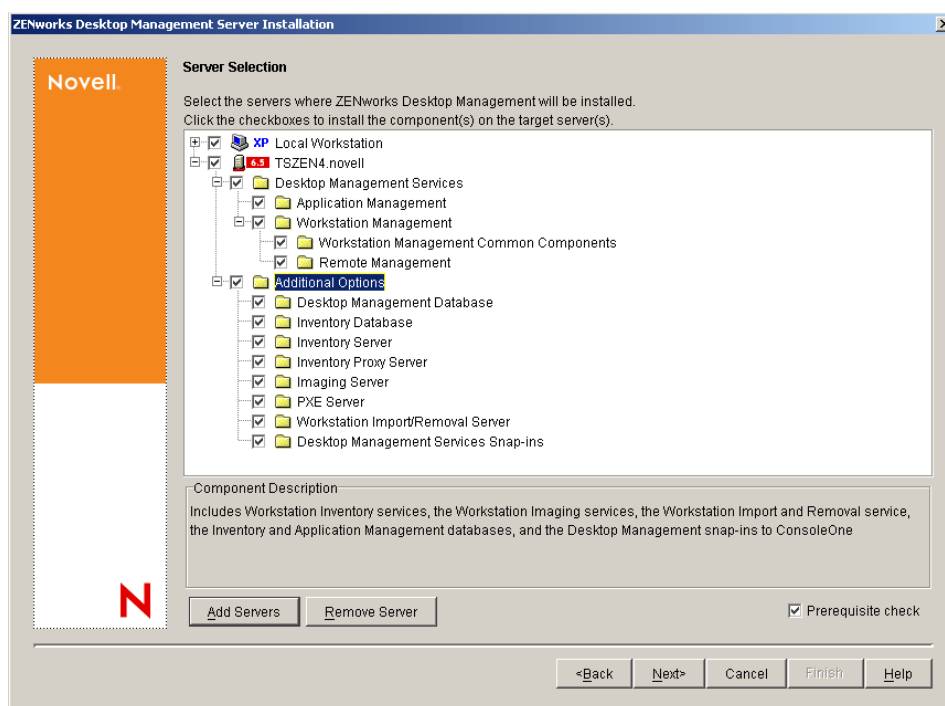 ZENworks Desktop Management Server Installation
Novell.
Server Selection
Select the servers where ZENworks Desktop Management will be installed.
Click the checkboxes to install the component(s) on the target server(s).
XP Local Workstation
6.5 TSZEN4.novell
Desktop Management Services
Application Management
Workstation Management
Workstation Management Common Components
Remote Management
Additional Options
Desktop Management Database
Inventory Database
Inventory Server
Inventory Proxy Server
Imaging Server
PXE Server
Workstation Import/Removal Server
Desktop Management Services Snap-ins
Component Description
Includes Workstation Inventory services, the Workstation Imaging services, the Workstation Import and Removal service,
the Inventory and Application Management databases, and the Desktop Management snap-ins to ConsoleOne
N
Add Servers Remove Server Prerequisite check
<Back Next> Cancel Finish Help